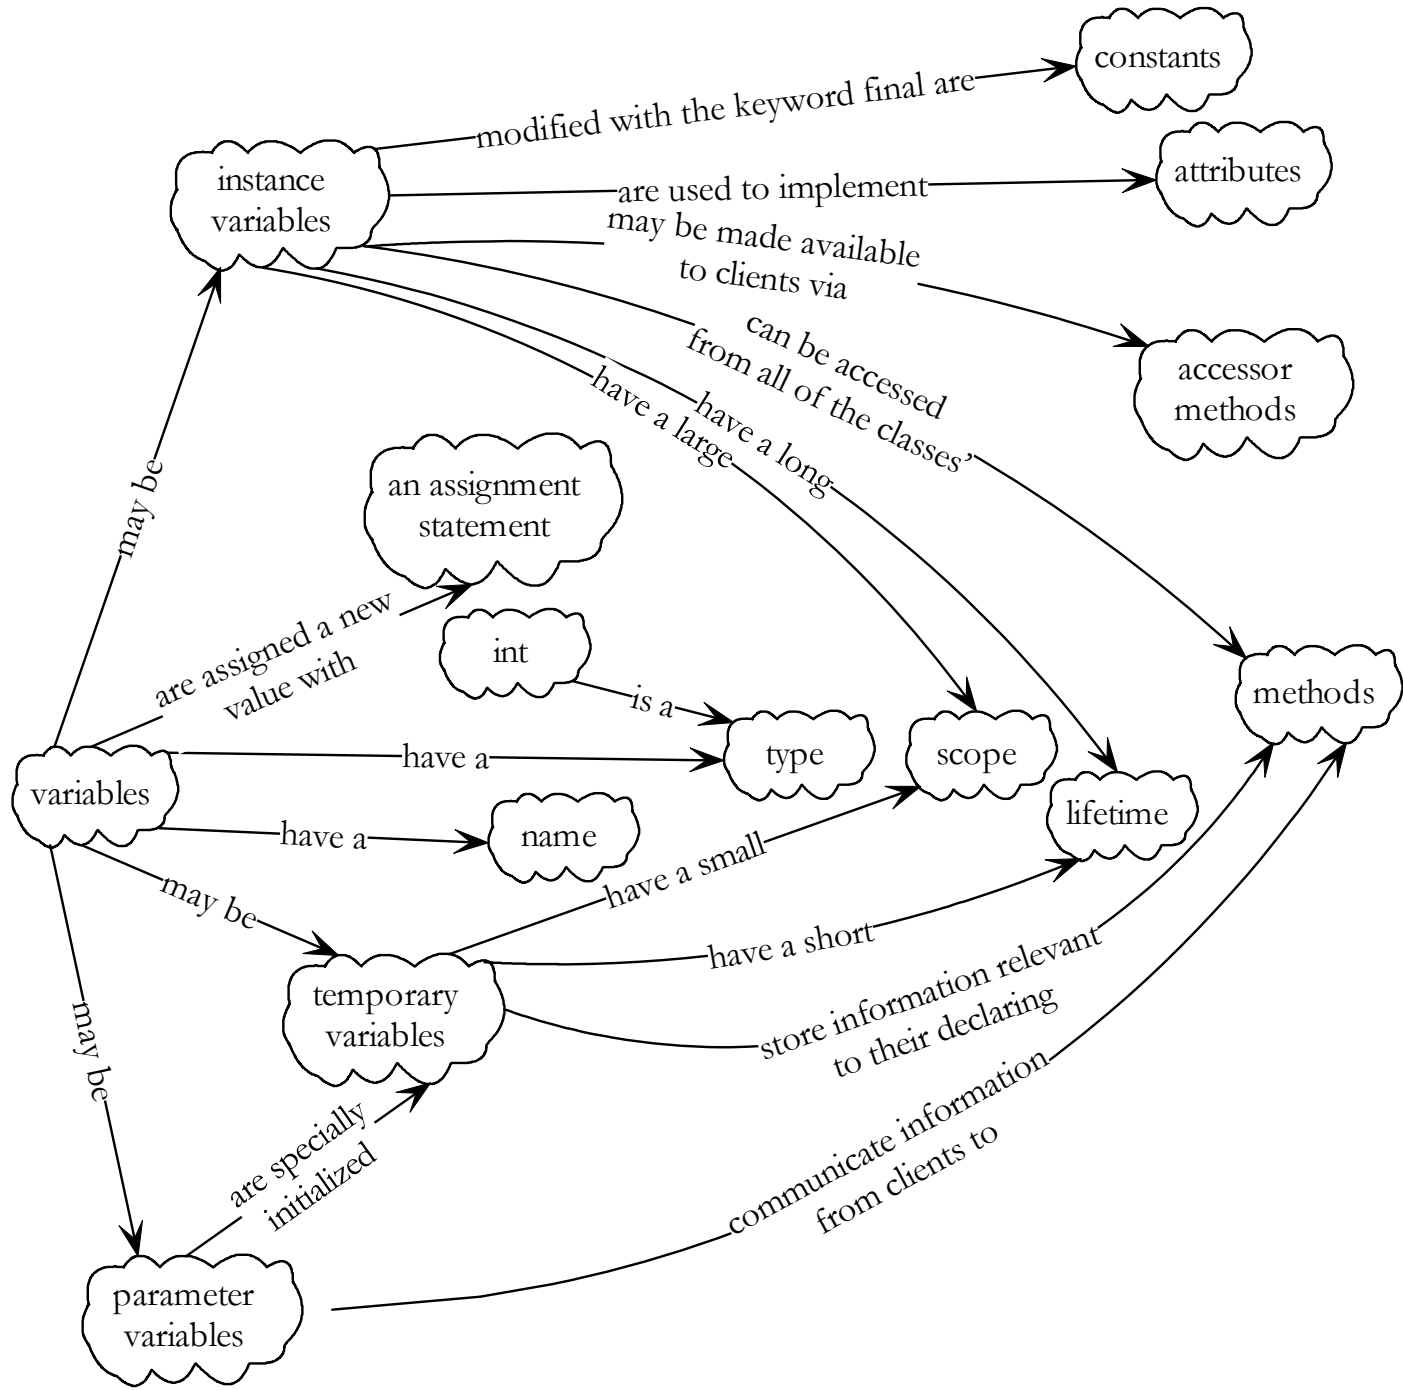 constants
modified with the keyword final are
instance
variables
attributes
are used to implement
may be made available
to clients via
can be accessed
from all of the classes’
accessor
methods
have a large
have a long
may be
an assignment
statement
are assigned a new
value with
int
is a
methods
have a
type
scope
variables
lifetime
have a
name
have a small
may be
have a short
store information relevant
to their declaring
temporary
variables
may be
are specially
initialized
communicate information
from clients to
parameter
variables